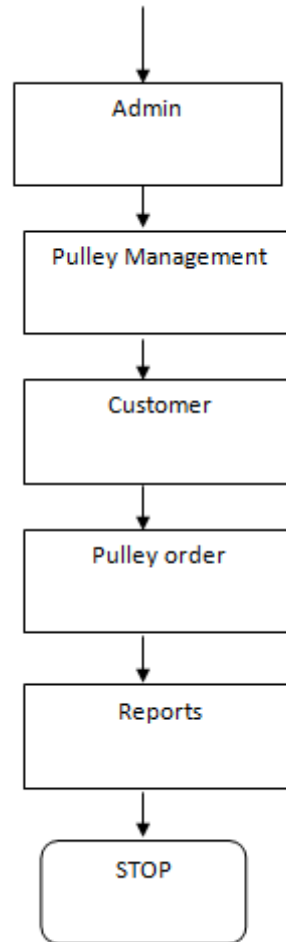 Admin
Pulley Management
Customer
Pulley order
Reports
STOP